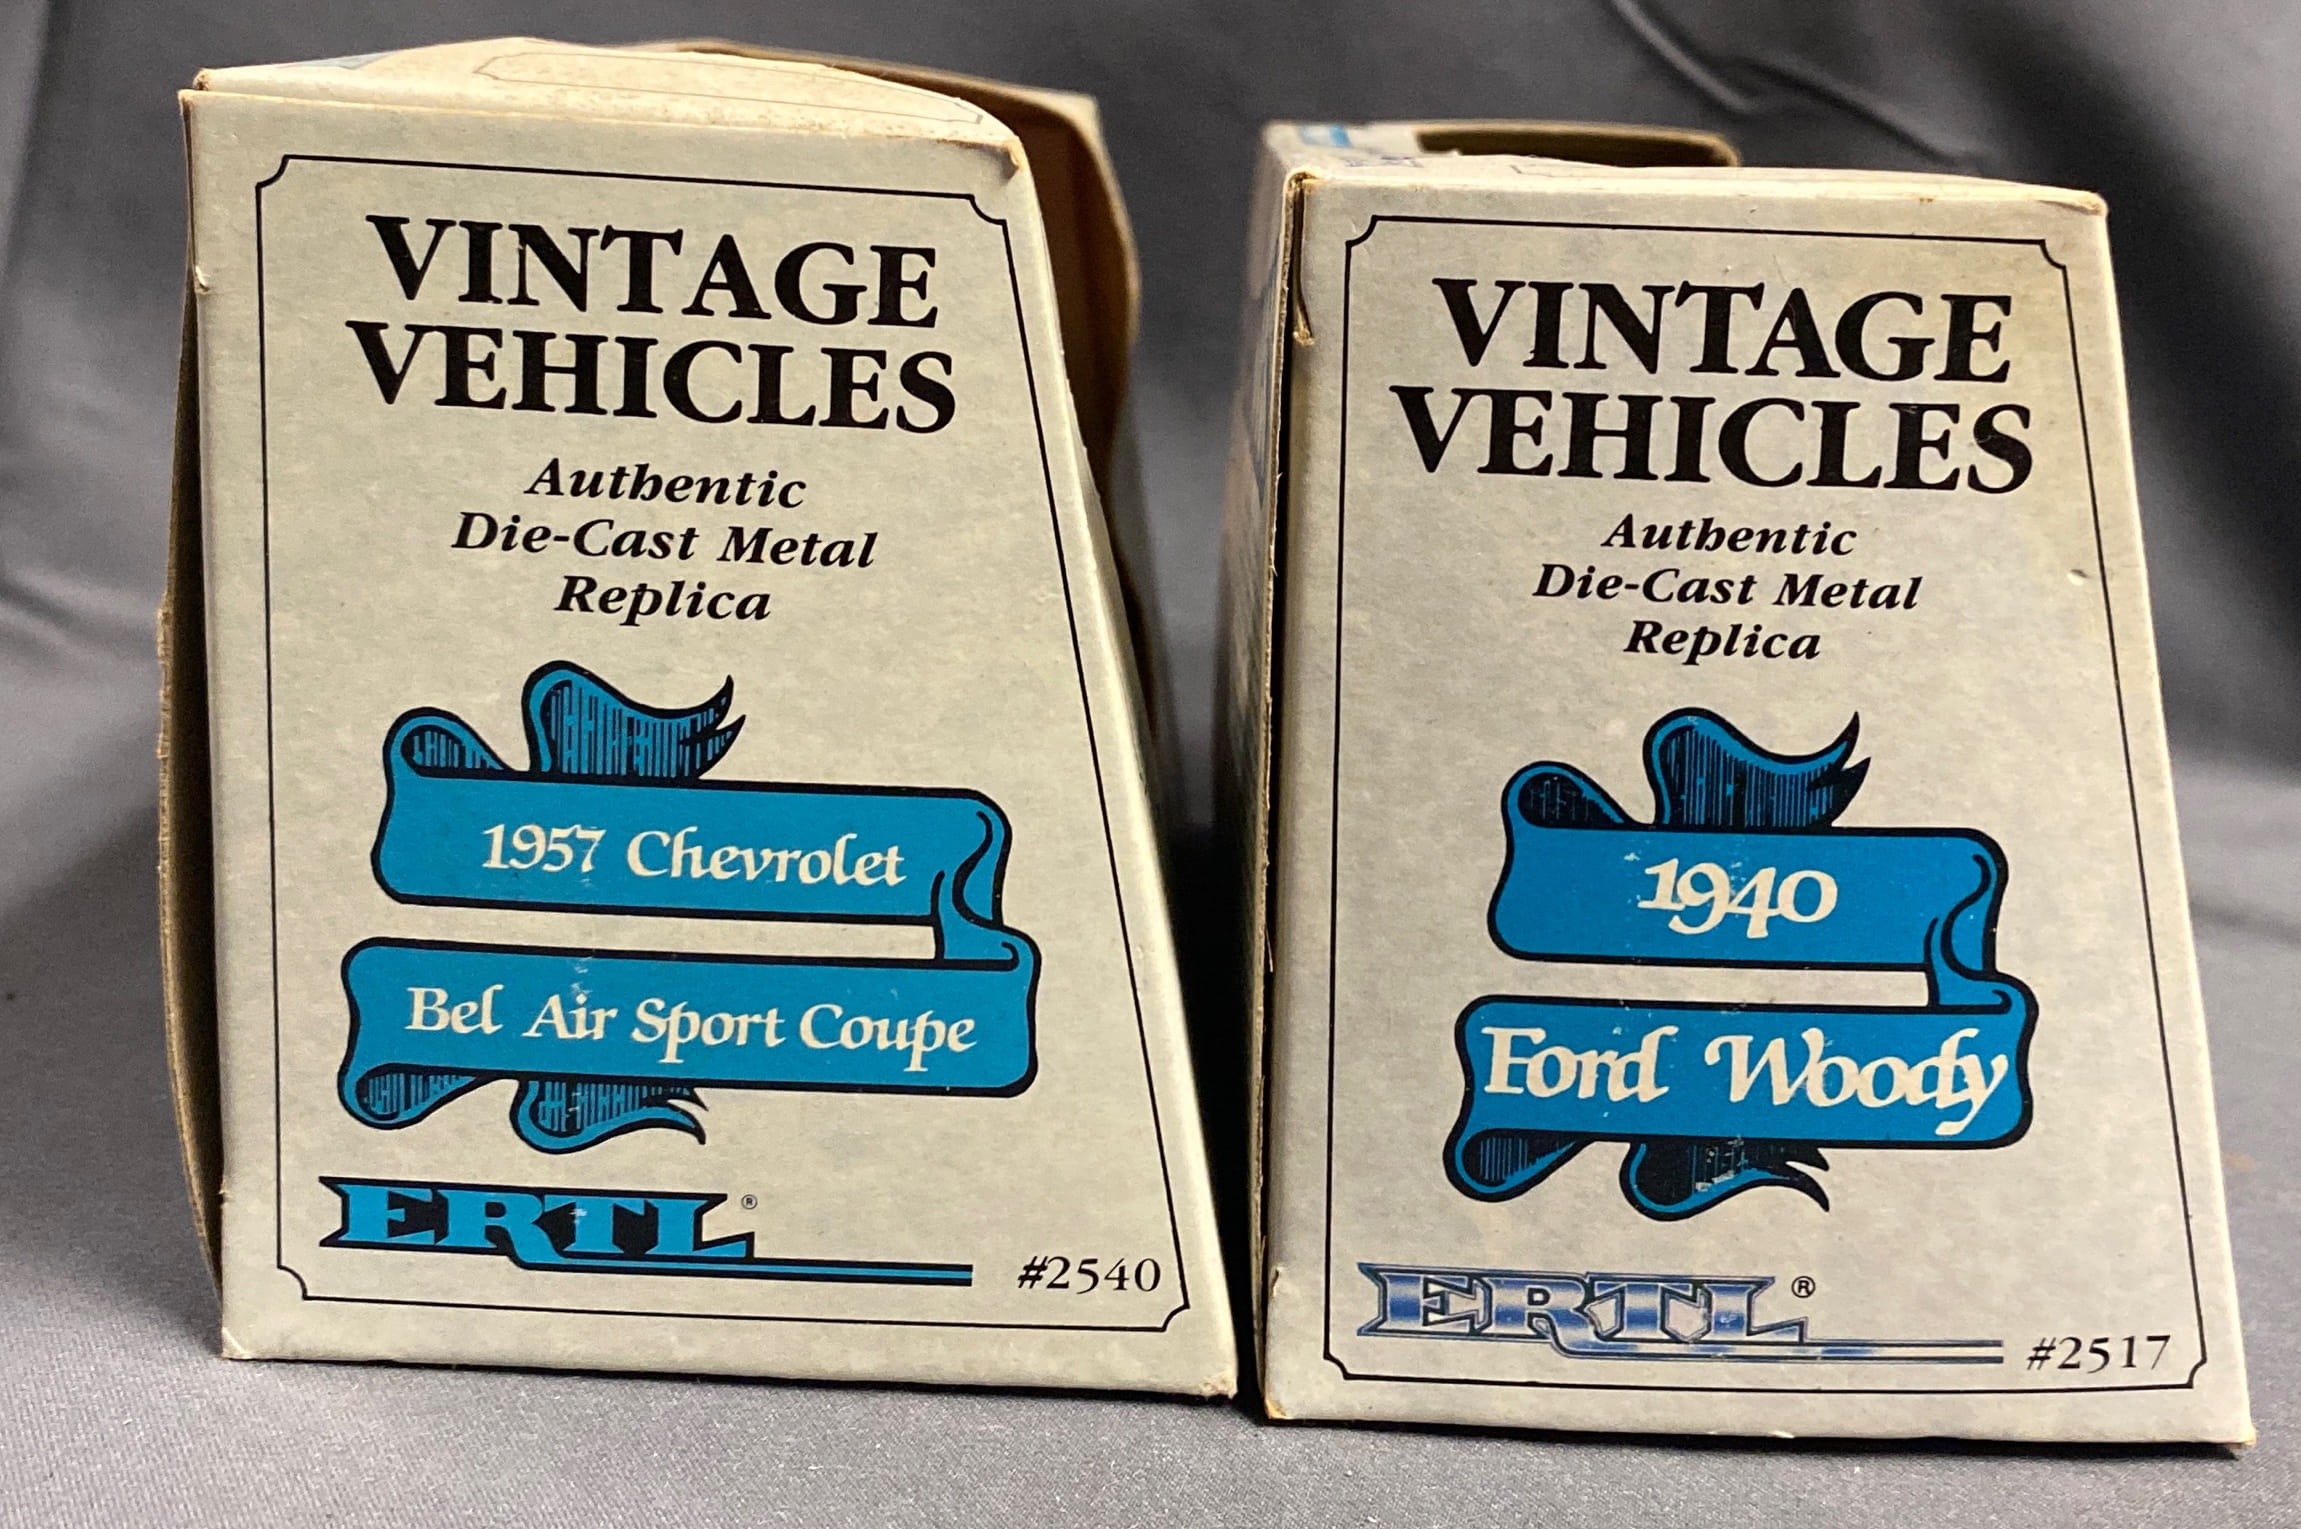 VINTAGE
VEHICLES
Authentic
Die-Cast Metal
Replica
1957 Chevrolet
Bel Air Sport Coupe
ERTL®
#2540
VINTAGE
VEHICLES
Authentic
Die-Cast Metal
Replica
1940
Ford Woody
ERTL®
#2517